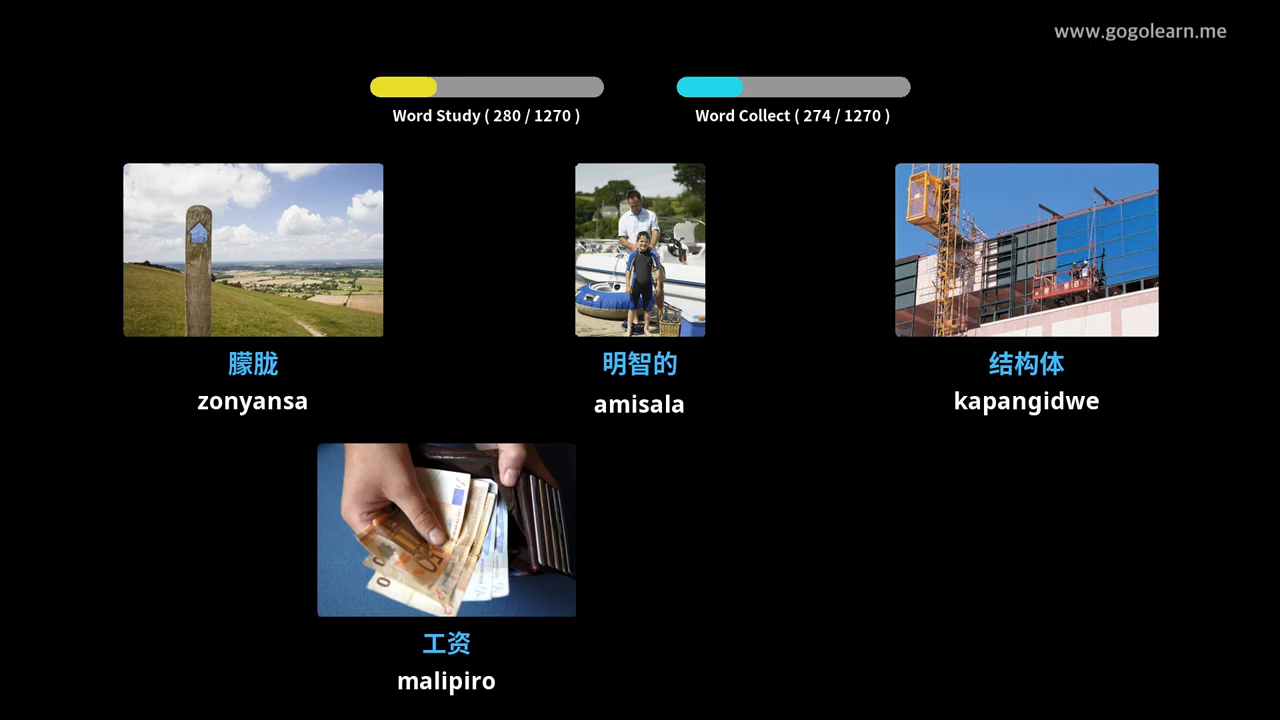 www.gogolearn.me
Word Study ( 280 / 1270 )
Word Collect ( 274 / 1270 )
朦胧
zonyansa
明智的
amisala
结构体
kapangidwe
工资
malipiro